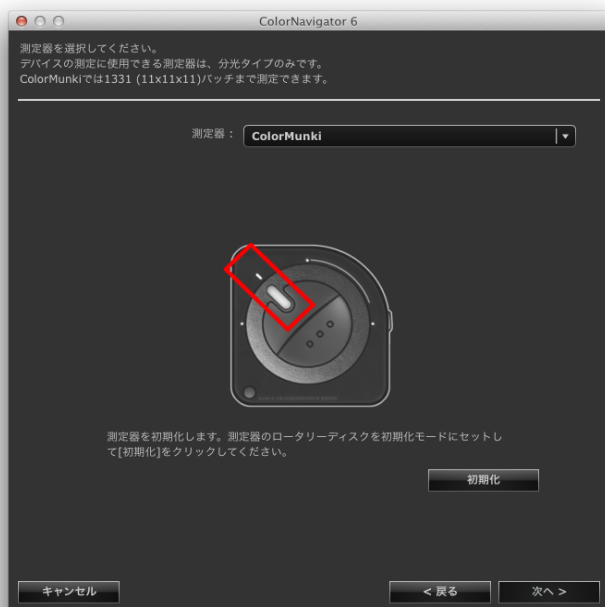 ColorNavigator 6
測定器を選択してください。
デバイスの測定に使用できる測定器は、分光タイプのみです。
ColorMunkiでは1331 (11x11x11)パッチまで測定できます。
測定器： ColorMunki
測定器を初期化します。測定器のロータリーディスクを初期化モードにセットし
て[初期化]をクリックしてください。
初期化
キャンセル
< 戻る
次へ >